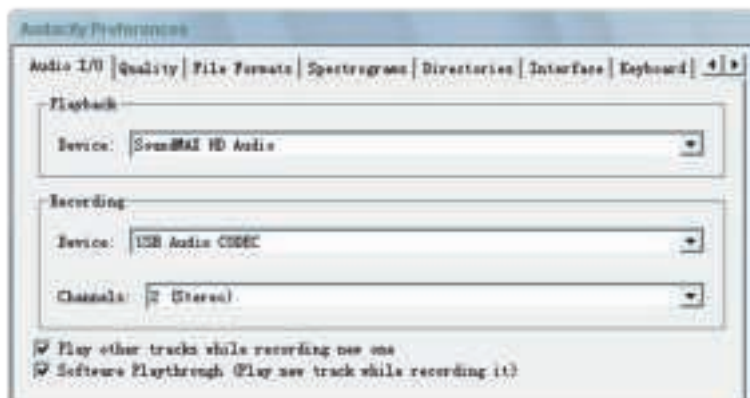 Audacity Preferences
Audio I/O Quality File Formats Spectrograms Directories Interface Keyboard
Playback
Device: SoundMAX HD Audio
Recording
Device: USB Audio CODEC
Channels: 2 (Stereo)
Play other tracks while recording new one
Software Playthrough (Play new track while recording it)